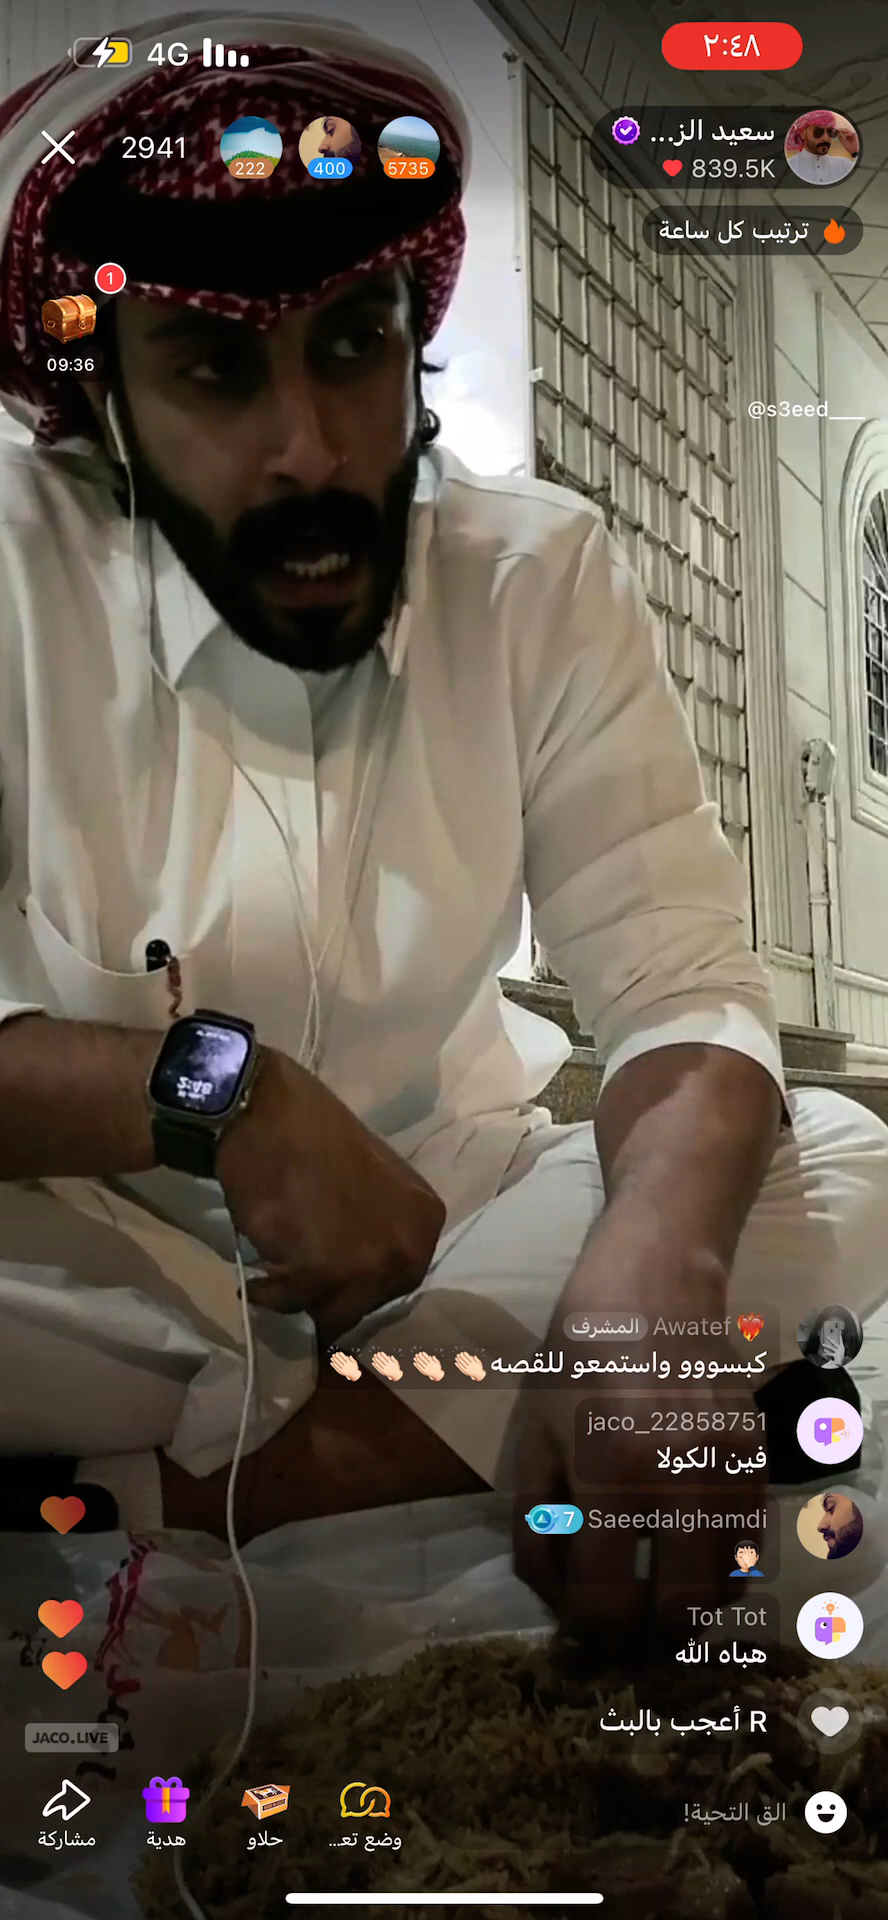 4G
٢:٤٨
2941
222
400
5735
سعيد الز...
839.5K
ترتيب كل ساعة
1
09:36
@s3eed___
Awatef المشرف
كبسووو واستمعو للقصه
jaco_22858751
فين الكولا
Saeedalghamdi 7
Tot Tot
هباه الله
R أعجب بالبث
JACO.LIVE
الق التحية!
وضع تعـ...
حلاو
هدية
مشاركة